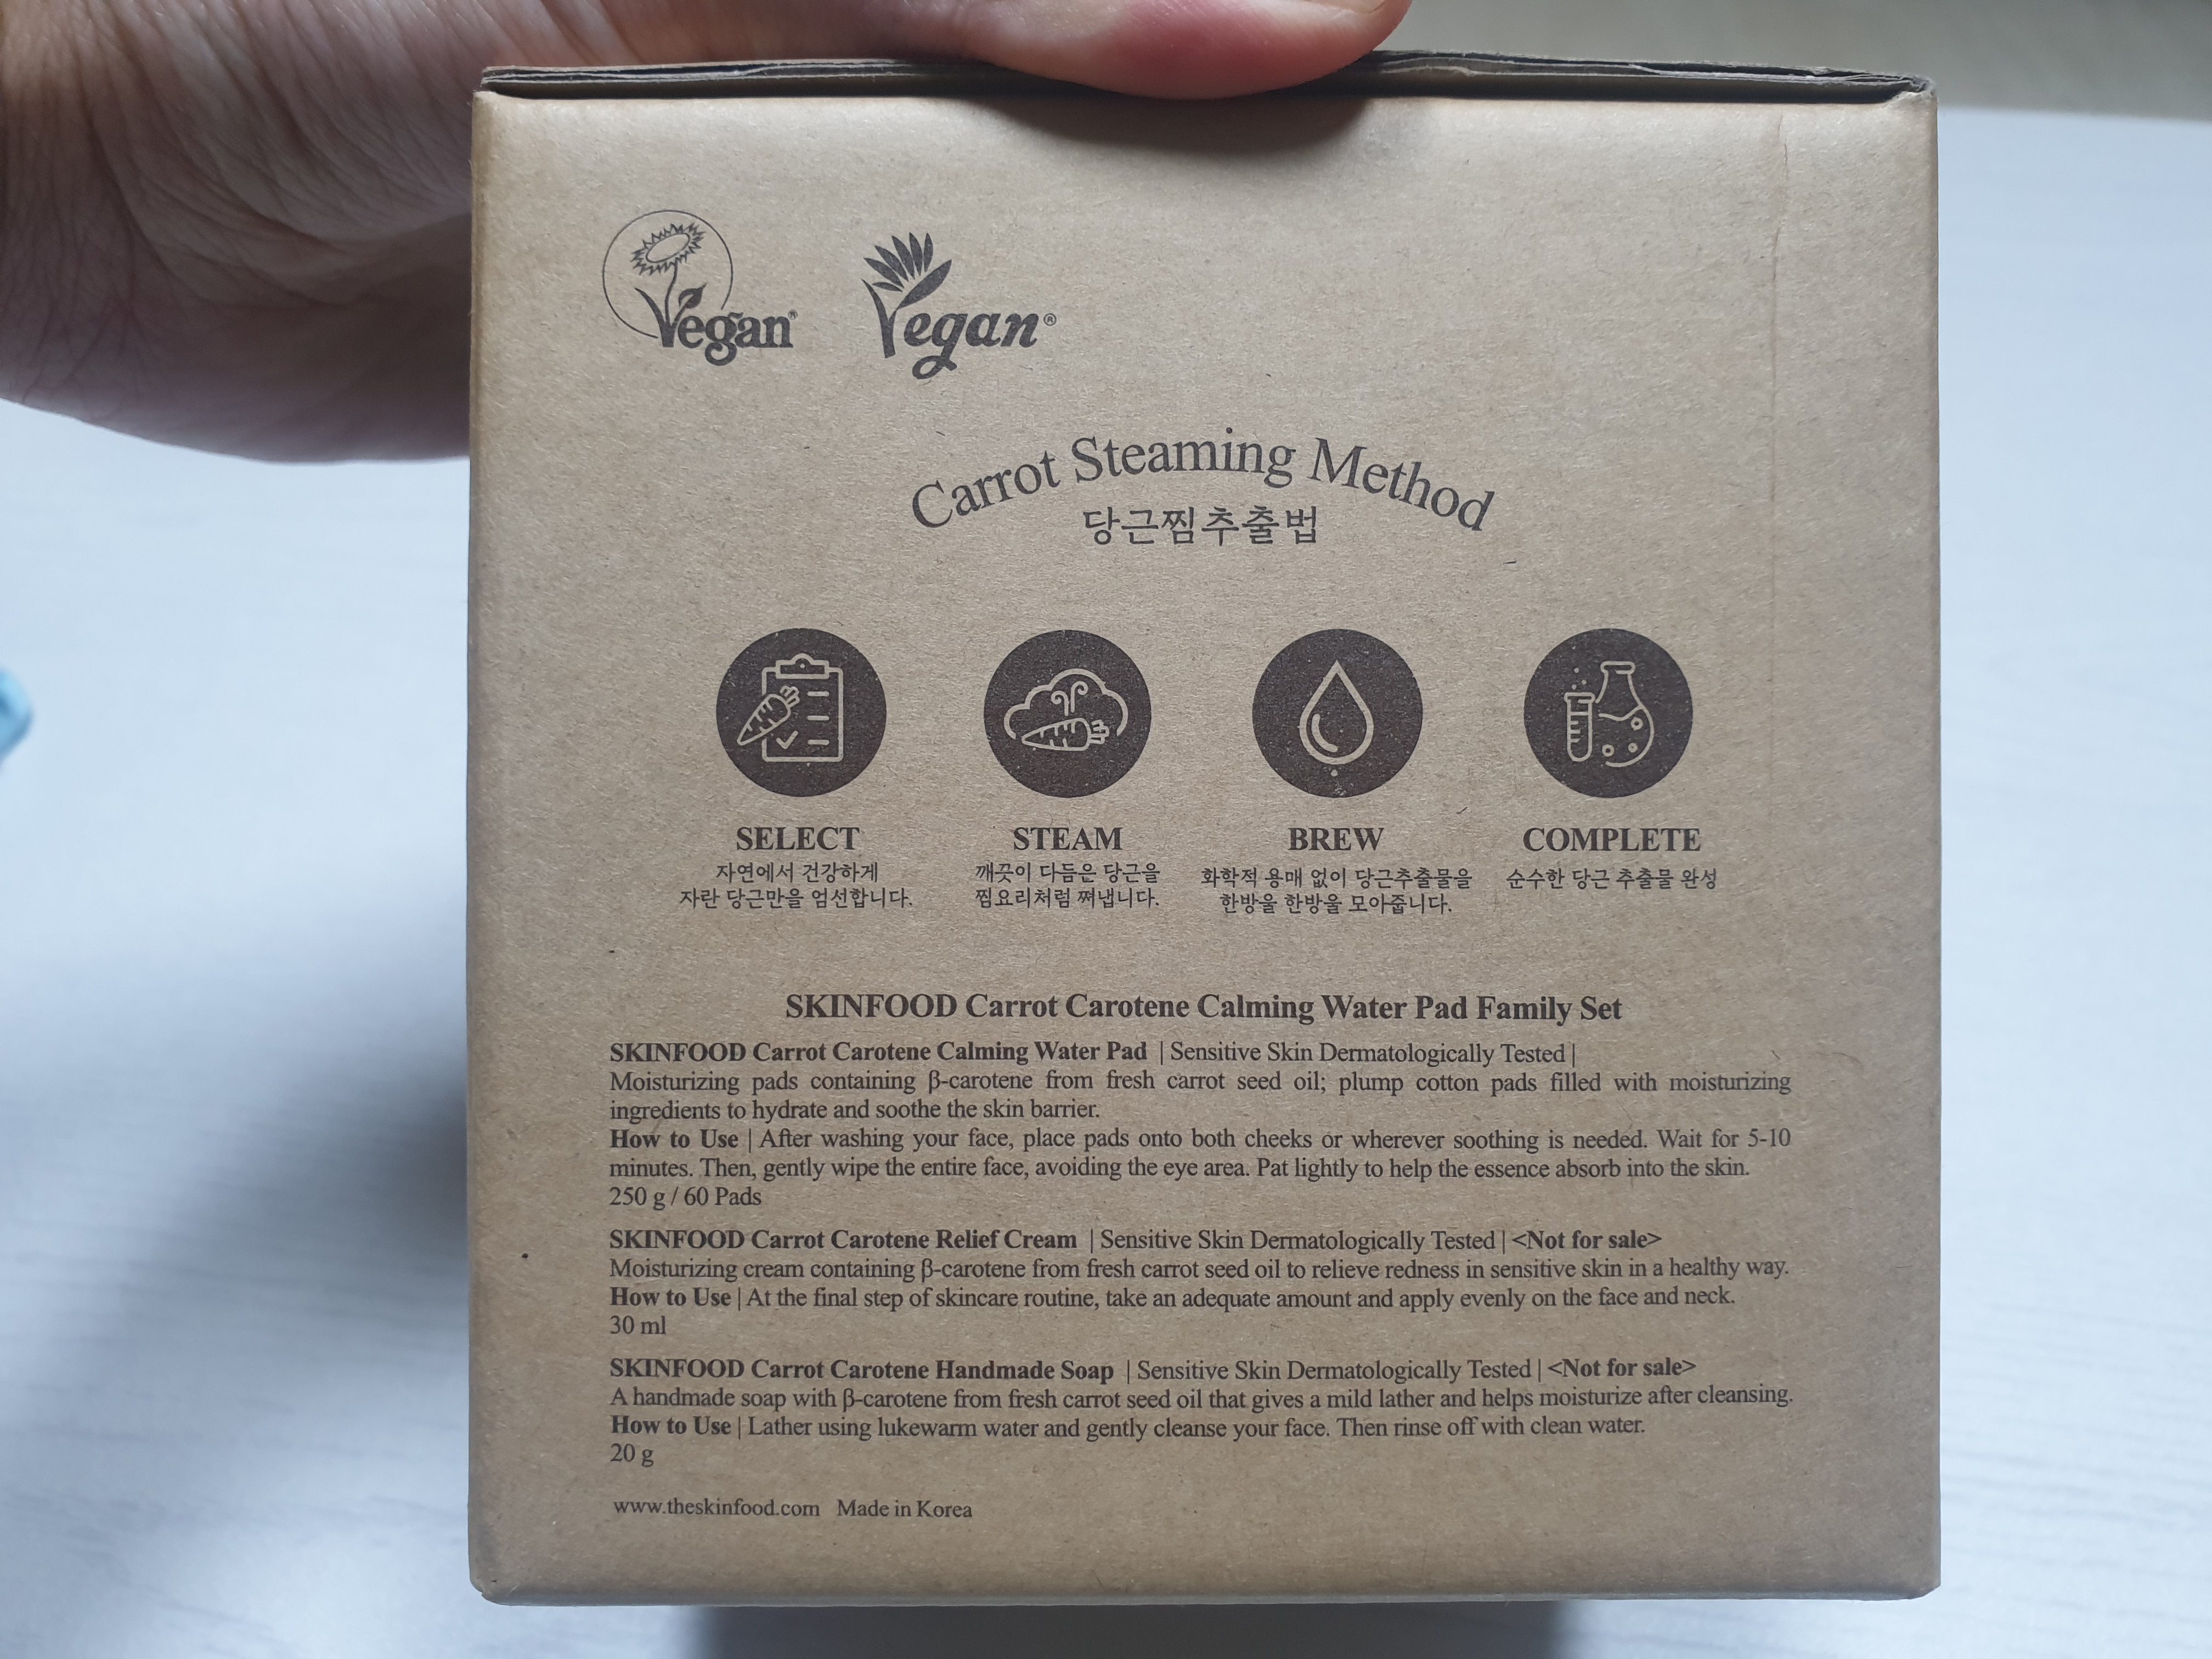 Vegan®
Vegan®
Carrot Steaming Method
당근찜추출법
SELECT
자연에서 건강하게
자란 당근만을 엄선합니다.
STEAM
깨끗이 다듬은 당근을
찜요리처럼 쪄냅니다.
BREW
화학적 용매 없이 당근추출물을
한방울 한방울 모아줍니다.
COMPLETE
순수한 당근 추출물 완성
SKINFOOD Carrot Carotene Calming Water Pad Family Set
SKINFOOD Carrot Carotene Calming Water Pad | Sensitive Skin Dermatologically Tested |
Moisturizing pads containing β-carotene from fresh carrot seed oil; plump cotton pads filled with moisturizing
ingredients to hydrate and soothe the skin barrier.
How to Use | After washing your face, place pads onto both cheeks or wherever soothing is needed. Wait for 5-10
minutes. Then, gently wipe the entire face, avoiding the eye area. Pat lightly to help the essence absorb into the skin.
250 g / 60 Pads
SKINFOOD Carrot Carotene Relief Cream | Sensitive Skin Dermatologically Tested | <Not for sale>
Moisturizing cream containing β-carotene from fresh carrot seed oil to relieve redness in sensitive skin in a healthy way.
How to Use | At the final step of skincare routine, take an adequate amount and apply evenly on the face and neck.
30 ml
SKINFOOD Carrot Carotene Handmade Soap | Sensitive Skin Dermatologically Tested | <Not for sale>
A handmade soap with β-carotene from fresh carrot seed oil that gives a mild lather and helps moisturize after cleansing.
How to Use | Lather using lukewarm water and gently cleanse your face. Then rinse off with clean water.
20 g
www.theskinfood.com Made in Korea